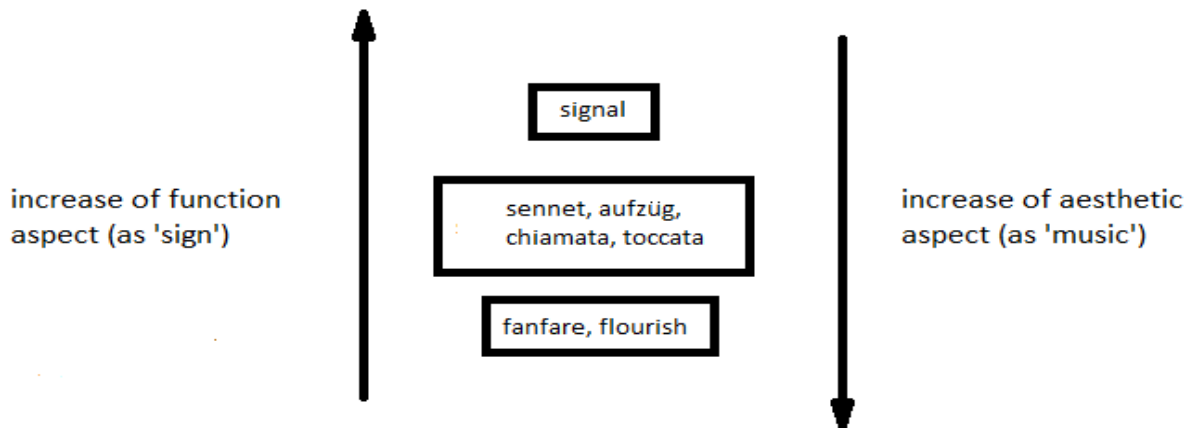 signal
increase of function
aspect (as 'sign')
sennet, aufzüg,
chiamata, toccata
increase of aesthetic
aspect (as 'music')
fanfare, flourish